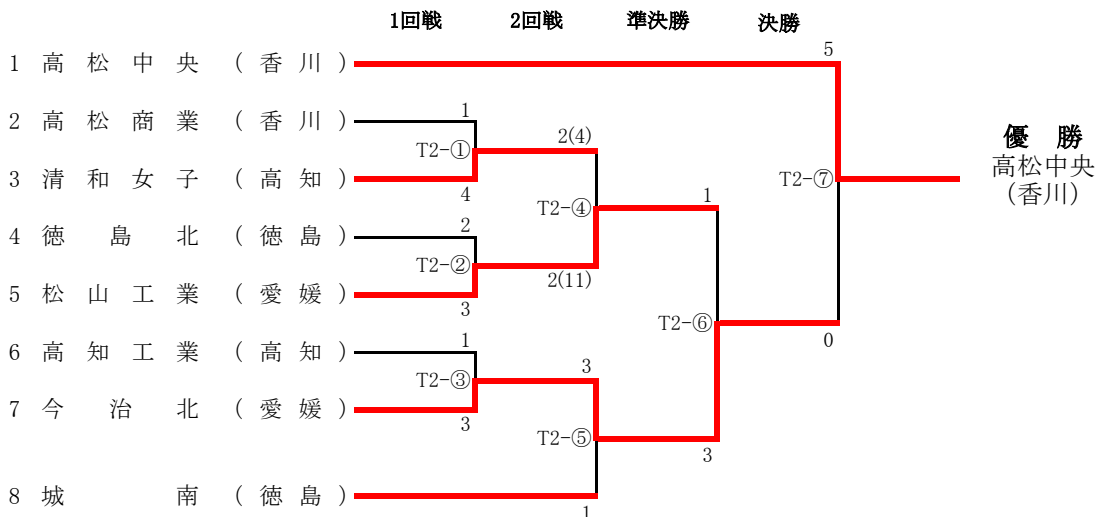 1回戦 2回戦 準決勝 決勝
5
1 高松中央 (香川)
1
2 高松商業 (香川)
T2-① 2(4)
3 清和女子 (高知)
4
T2-④ 1
T2-⑦
優 勝
高松中央
(香川)
2
4 徳島北 (徳島)
T2-②
2(11)
5 松山工業 (愛媛)
3
T2-⑥
0
1
6 高知工業 (高知)
T2-③ 3
7 今治北 (愛媛)
3
T2-⑤ 3
8 城南 (徳島)
1